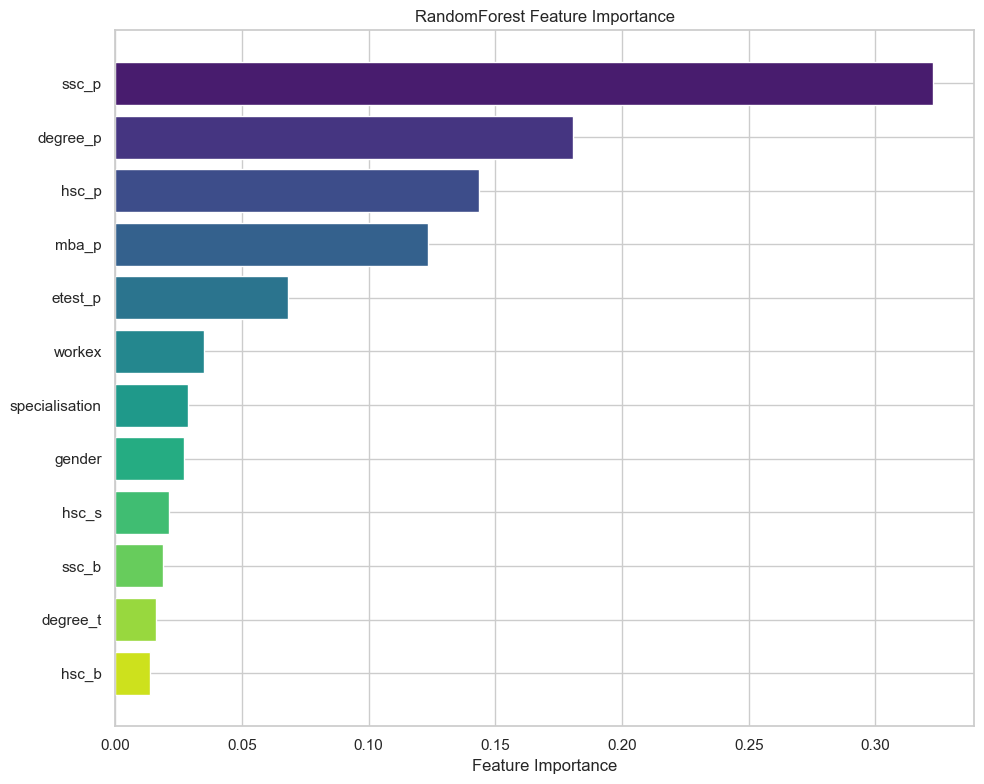 RandomForest Feature Importance
ssc_p
degree_p
hsc_p
mba_p
etest_p
workex
specialisation
gender
hsc_s
ssc_b
degree_t
hsc_b
0.00 0.05 0.10 0.15 0.20 0.25 0.30
Feature Importance